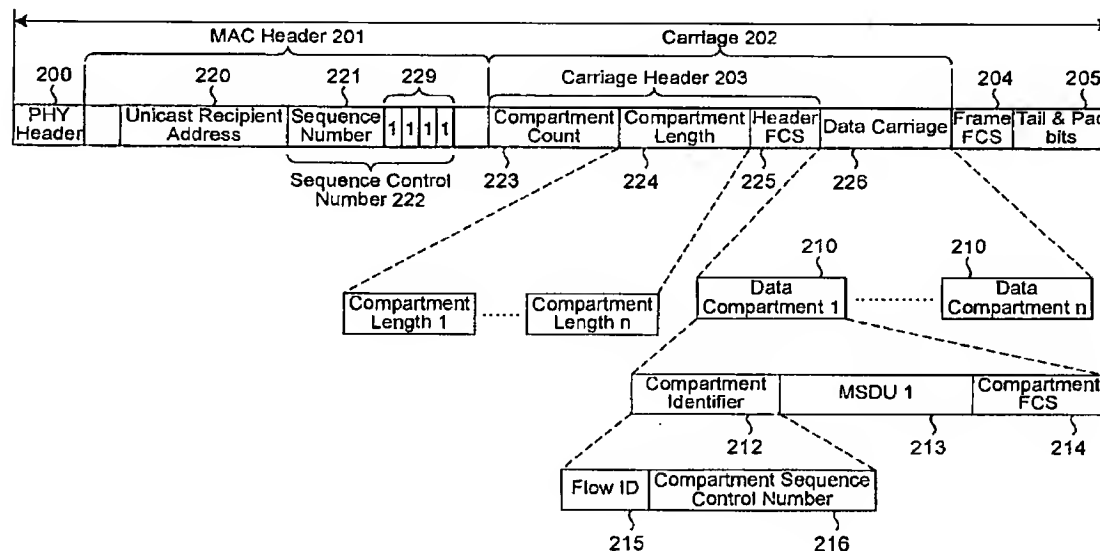 MAC Header 201
Carriage 202
200
220
221
229
Carriage Header 203
204
205
PHY Header
Unicast Recipient Address
Sequence Number
1 1 1 1
Compartment Count
Compartment Length
Header FCS
Data Carriage
Frame FCS
Tail & Pad bits
Sequence Control Number 222
223
224
225
226
210
210
Compartment Length 1
Compartment Length n
Data Compartment 1
Data Compartment n
Compartment Identifier
MSDU 1
Compartment FCS
212
213
214
Flow ID
Compartment Sequence Control Number
215
216